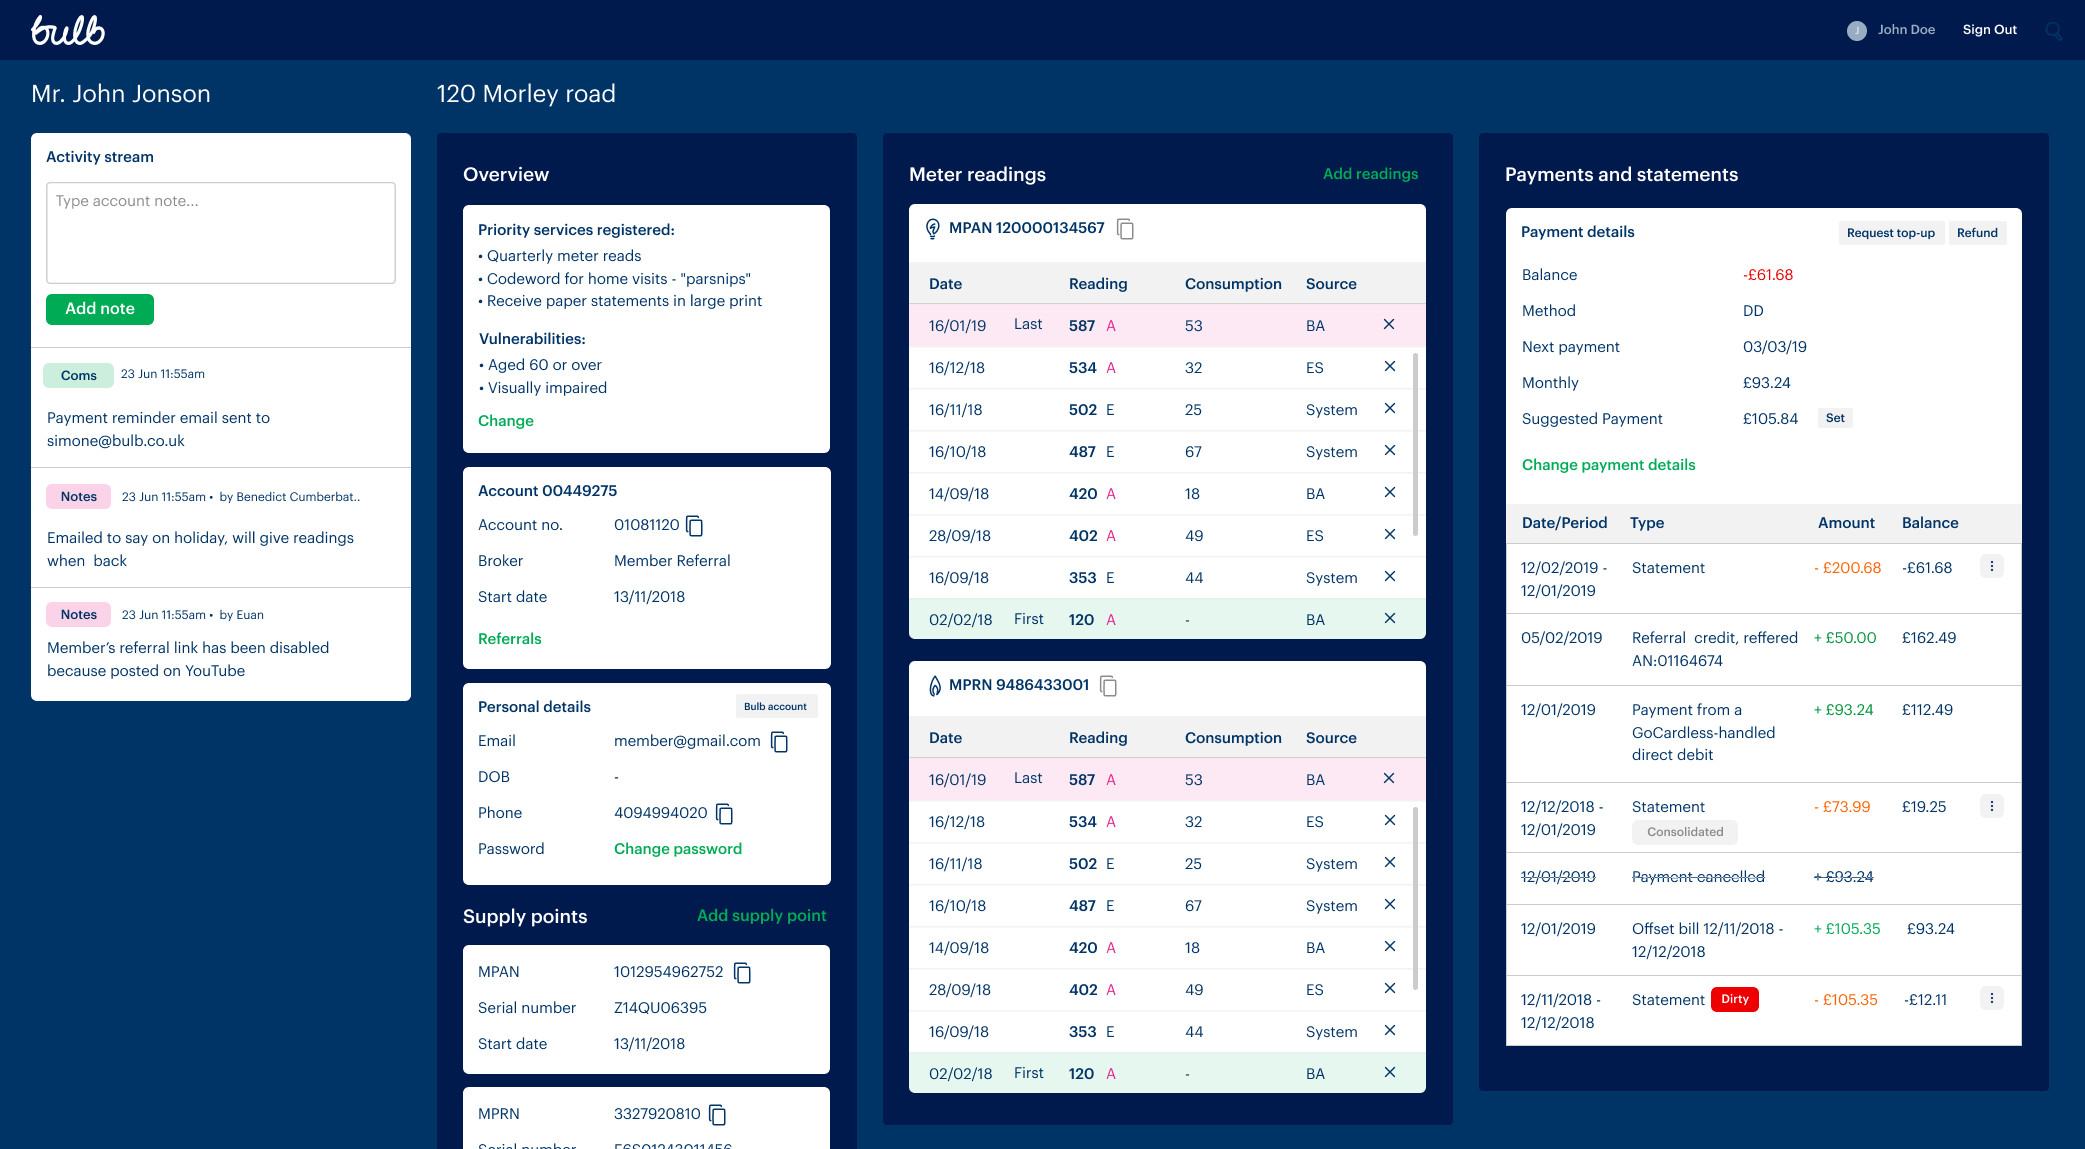 bulb
J John Doe Sign Out
Mr. John Jonson
120 Morley road
Activity stream
Type account note...
Add note
Coms 23 Jun 11:55am
Payment reminder email sent to
simone@bulb.co.uk
Notes 23 Jun 11:55am • by Benedict Cumberbat..
Emailed to say on holiday, will give readings
when back
Notes 23 Jun 11:55am • by Euan
Member's referral link has been disabled
because posted on YouTube
Overview
Priority services registered:
• Quarterly meter reads
• Codeword for home visits - "parsnips"
• Receive paper statements in large print
Vulnerabilities:
• Aged 60 or over
• Visually impaired
Change
Account 00449275
Account no. 01081120
Broker Member Referral
Start date 13/11/2018
Referrals
Personal details Bulb account
Email member@gmail.com
DOB -
Phone 4094994020
Password Change password
Supply points Add supply point
MPAN 1012954962752
Serial number Z14QU06395
Start date 13/11/2018
MPRN 3327920810
Serial number
Meter readings Add readings
MPAN 120000134567
Date Reading Consumption Source
16/01/19 Last 587 A 53 BA
16/12/18 534 A 32 ES
16/11/18 502 E 25 System
16/10/18 487 E 67 System
14/09/18 420 A 18 BA
28/09/18 402 A 49 ES
16/09/18 353 E 44 System
02/02/18 First 120 A - BA
MPRN 9486433001
Date Reading Consumption Source
16/01/19 Last 587 A 53 BA
16/12/18 534 A 32 ES
16/11/18 502 E 25 System
16/10/18 487 E 67 System
14/09/18 420 A 18 BA
28/09/18 402 A 49 ES
16/09/18 353 E 44 System
02/02/18 First 120 A - BA
Payments and statements
Payment details Request top-up Refund
Balance -£61.68
Method DD
Next payment 03/03/19
Monthly £93.24
Suggested Payment £105.84 Set
Change payment details
Date/Period Type Amount Balance
12/02/2019 - Statement - £200.68 -£61.68
12/01/2019
05/02/2019 Referral credit, reffered + £50.00 £162.49
AN:01164674
12/01/2019 Payment from a + £93.24 £112.49
GoCardless-handled
direct debit
12/12/2018 - Statement - £73.99 £19.25
12/01/2019 Consolidated
12/01/2019 Payment cancelled + £93.24
12/01/2019 Offset bill 12/11/2018 - + £105.35 £93.24
12/12/2018
12/11/2018 - Statement Dirty - £105.35 -£12.11
12/12/2018